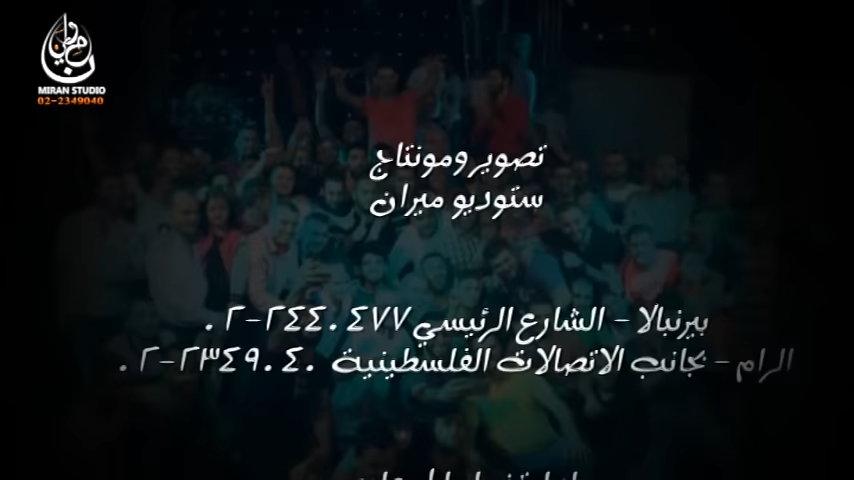 MIRAN STUDIO
02-2349040
تصوير ومونتاج
ستوديو ميران
بيرنبالا - الشارع الرئيسي ٢٤٤٠٤٧٧-٠٢
الرام - بجانب الاتصالات الفلسطينية ٢٣٤٩٠٤٠-٠٢